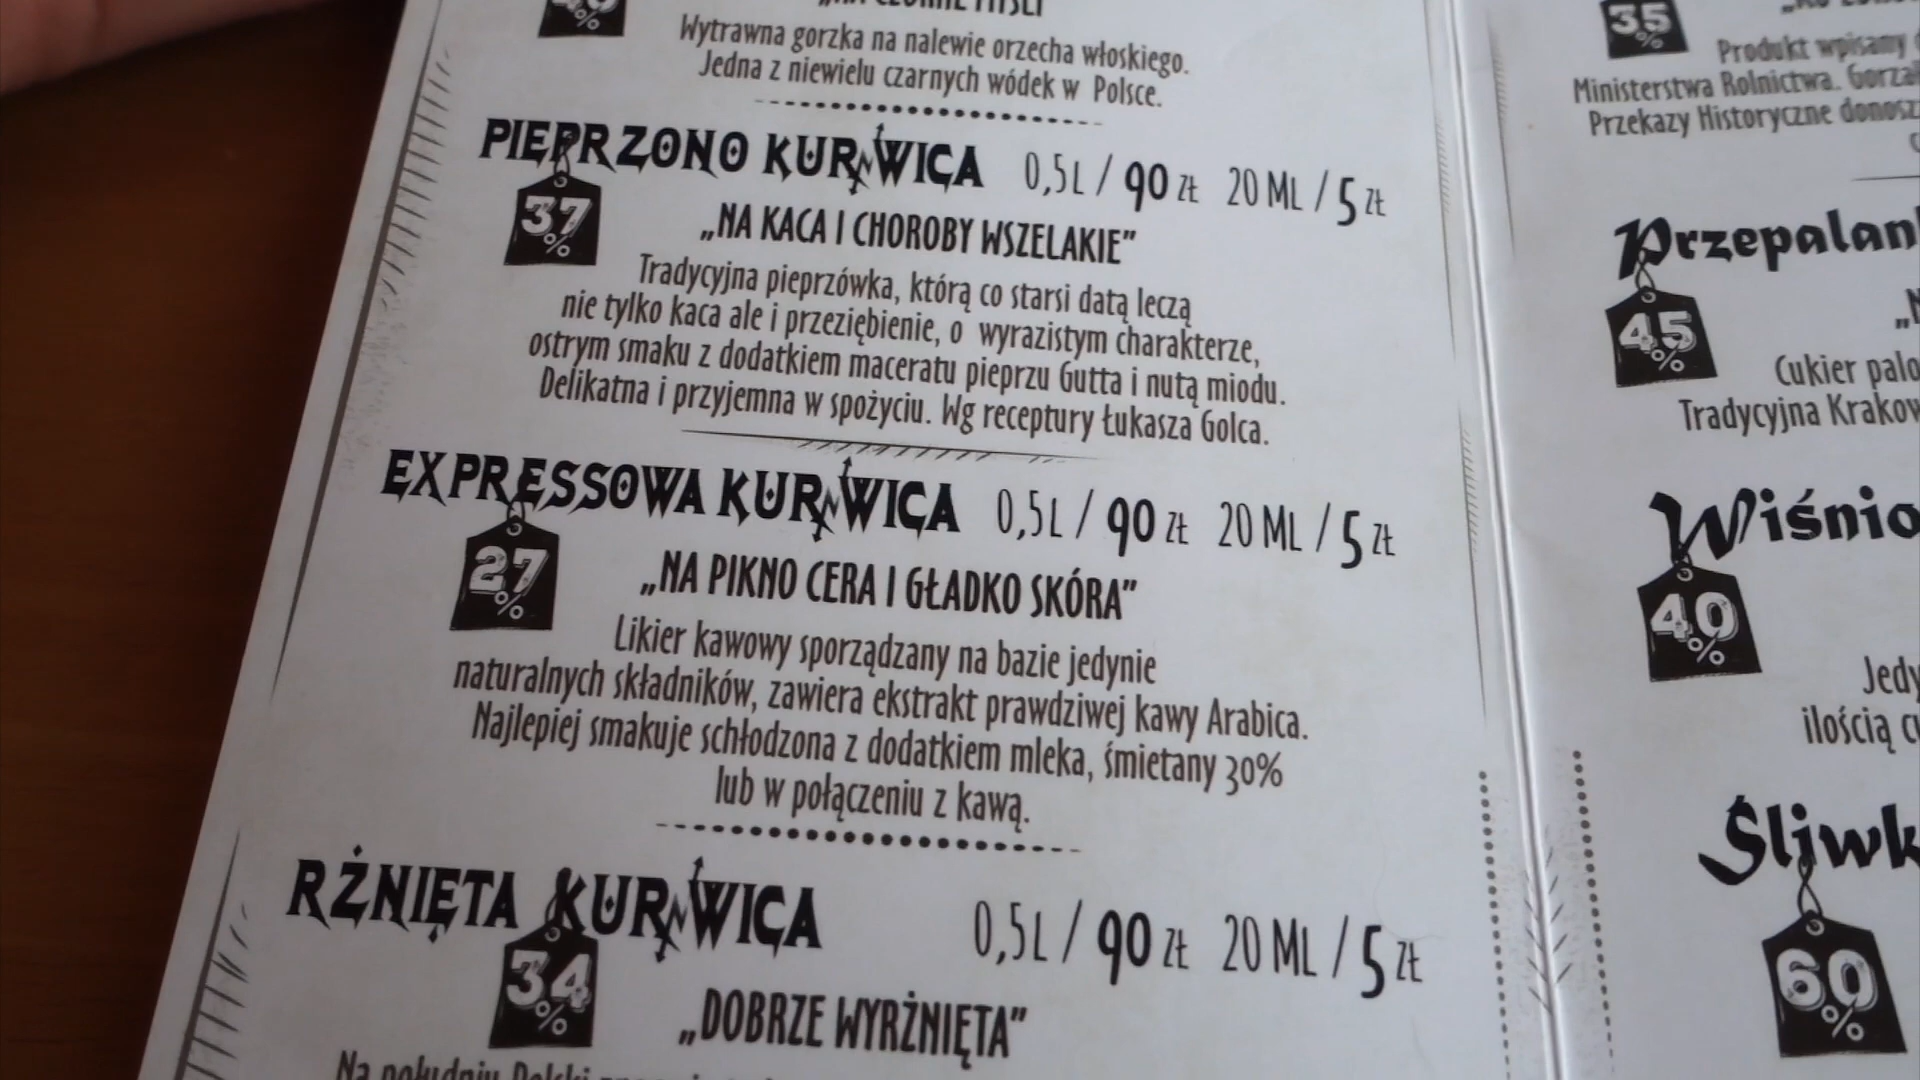 Wytrawna gorzka na nalewie orzecha włoskiego.
Jedna z niewielu czarnych wódek w Polsce.
PIEPRZONO KURWICA 0,5L / 90 ZŁ 20 ML / 5 ZŁ
37%
„NA KACA I CHOROBY WSZELAKIE”
Tradycyjna pieprzówka, którą co starsi datą leczą
nie tylko kaca ale i przeziębienie, o wyrazistym charakterze,
ostrym smaku z dodatkiem maceratu pieprzu Gutta i nutą miodu.
Delikatna i przyjemna w spożyciu. Wg receptury Łukasza Golca.
EXPRESSOWA KURWICA 0,5L / 90 ZŁ 20 ML / 5 ZŁ
27%
„NA PIKNO CERA I GŁADKO SKÓRA”
Likier kawowy sporządzany na bazie jedynie
naturalnych składników, zawiera ekstrakt prawdziwej kawy Arabica.
Najlepiej smakuje schłodzona z dodatkiem mleka, śmietany 30%
lub w połączeniu z kawą.
RŻNIĘTA KURWICA 0,5L / 90 ZŁ 20 ML / 5 ZŁ
34%
„DOBRZE WYRŻNIĘTA”
Na południu Polski
35%
Produkt wpisany
Ministerstwa Rolnictwa.
Przekazy Historyczne
Przepalan
45%
Cukier
Tradycyjna
Wiśnio
40%
ilością
Śliwk
60%